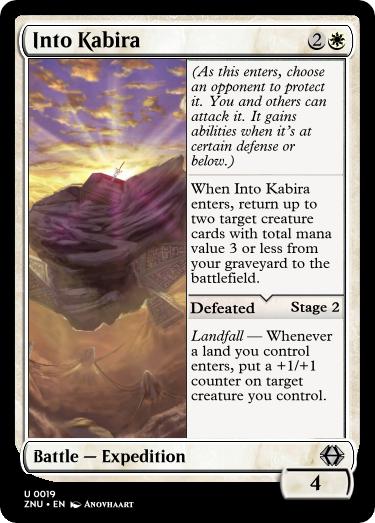 Into Kabira 2
(As this enters, choose
an opponent to protect
it. You and others can
attack it. It gains
abilities when it's at
certain defense or
below.)
When Into Kabira
enters, return up to
two target creature
cards with total mana
value 3 or less from
your graveyard to the
battlefield.
Defeated Stage 2
Landfall — Whenever
a land you control
enters, put a +1/+1
counter on target
creature you control.
Battle — Expedition
4
U 0019
ZNU • EN Anovhaart